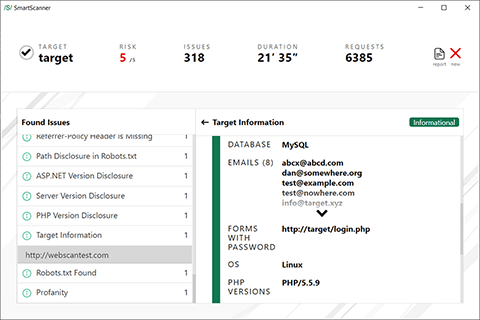 /S/ SmartScanner
TARGET RISK ISSUES DURATION REQUESTS
target 5 /5 318 21' 35" 6385
report new
Found Issues
Referrer-Policy Header is Missing 1
Path Disclosure in Robots.txt 1
ASP.NET Version Disclosure 1
Server Version Disclosure 1
PHP Version Disclosure 1
Target Information 1
http://webscantest.com
Robots.txt Found 1
Profanity 1
Target Information Informational
DATABASE MySQL
EMAILS (8) abcx@abcd.com
dan@somewhere.org
test@example.com
test@nowhere.com
info@target.xyz
FORMS http://target/login.php
WITH
PASSWORD
OS Linux
PHP PHP/5.5.9
VERSIONS